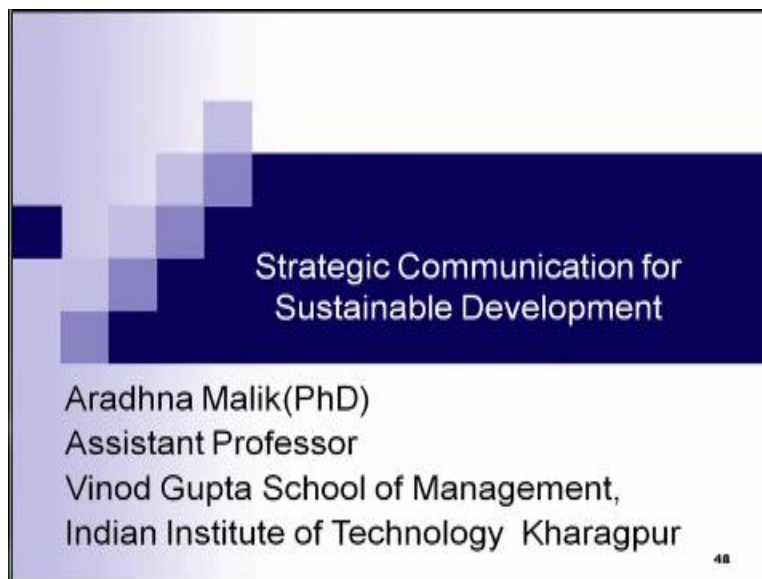 Strategic Communication for
Sustainable Development
Aradhna Malik(PhD)
Assistant Professor
Vinod Gupta School of Management,
Indian Institute of Technology Kharagpur
48